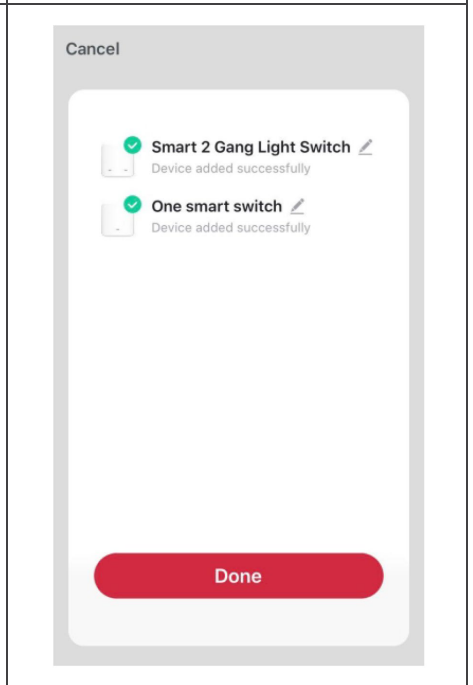 Cancel
Smart 2 Gang Light Switch
Device added successfully
One smart switch
Device added successfully
Done